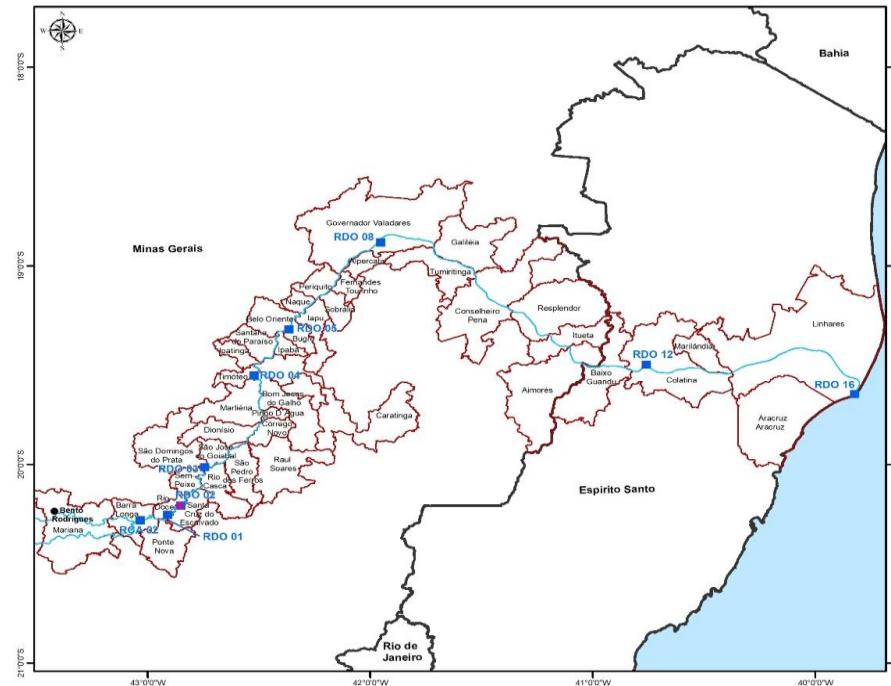 N
W E
S
18°0'0"S
Bahia
Minas Gerais
Governador Valadares
RDO 08
Galiléia
19°0'0"S
Alpercata
Tumiritinga
Periquito
Fernandes
Tourinho
Naque
Sobrália
Resplendor
Conselheiro
Pena
Belo Oriente
Iapu
Linhares
RDO 05
Santana
do Paraíso
Bugre
Itueta
Ipatinga
Ipaba
Marilândia
RDO 12
Timóteo
RDO 04
Baixo
Guandu
Colatina
RDO 16
Bom Jesus
do Galho
Aimorés
Marliéria
Pingo D'Água
Caratinga
Aracruz
Aracruz
Córrego
Novo
Dionísio
São José
do Goiabal
São Domingos
do Prata
RDO 03
São
Pedro
dos Ferros
Raul
Soares
20°0'0"S
Sem
Peixe
Rio
Casca
Espírito Santo
RDO 02
Rio
Doce
Santa
Cruz do
Escalvado
Barra
Longa
Bento
Rodrigues
Mariana
RCA 02
RDO 01
Ponte
Nova
Rio de
Janeiro
21°0'0"S
43°0'0"W
42°0'0"W
41°0'0"W
40°0'0"W